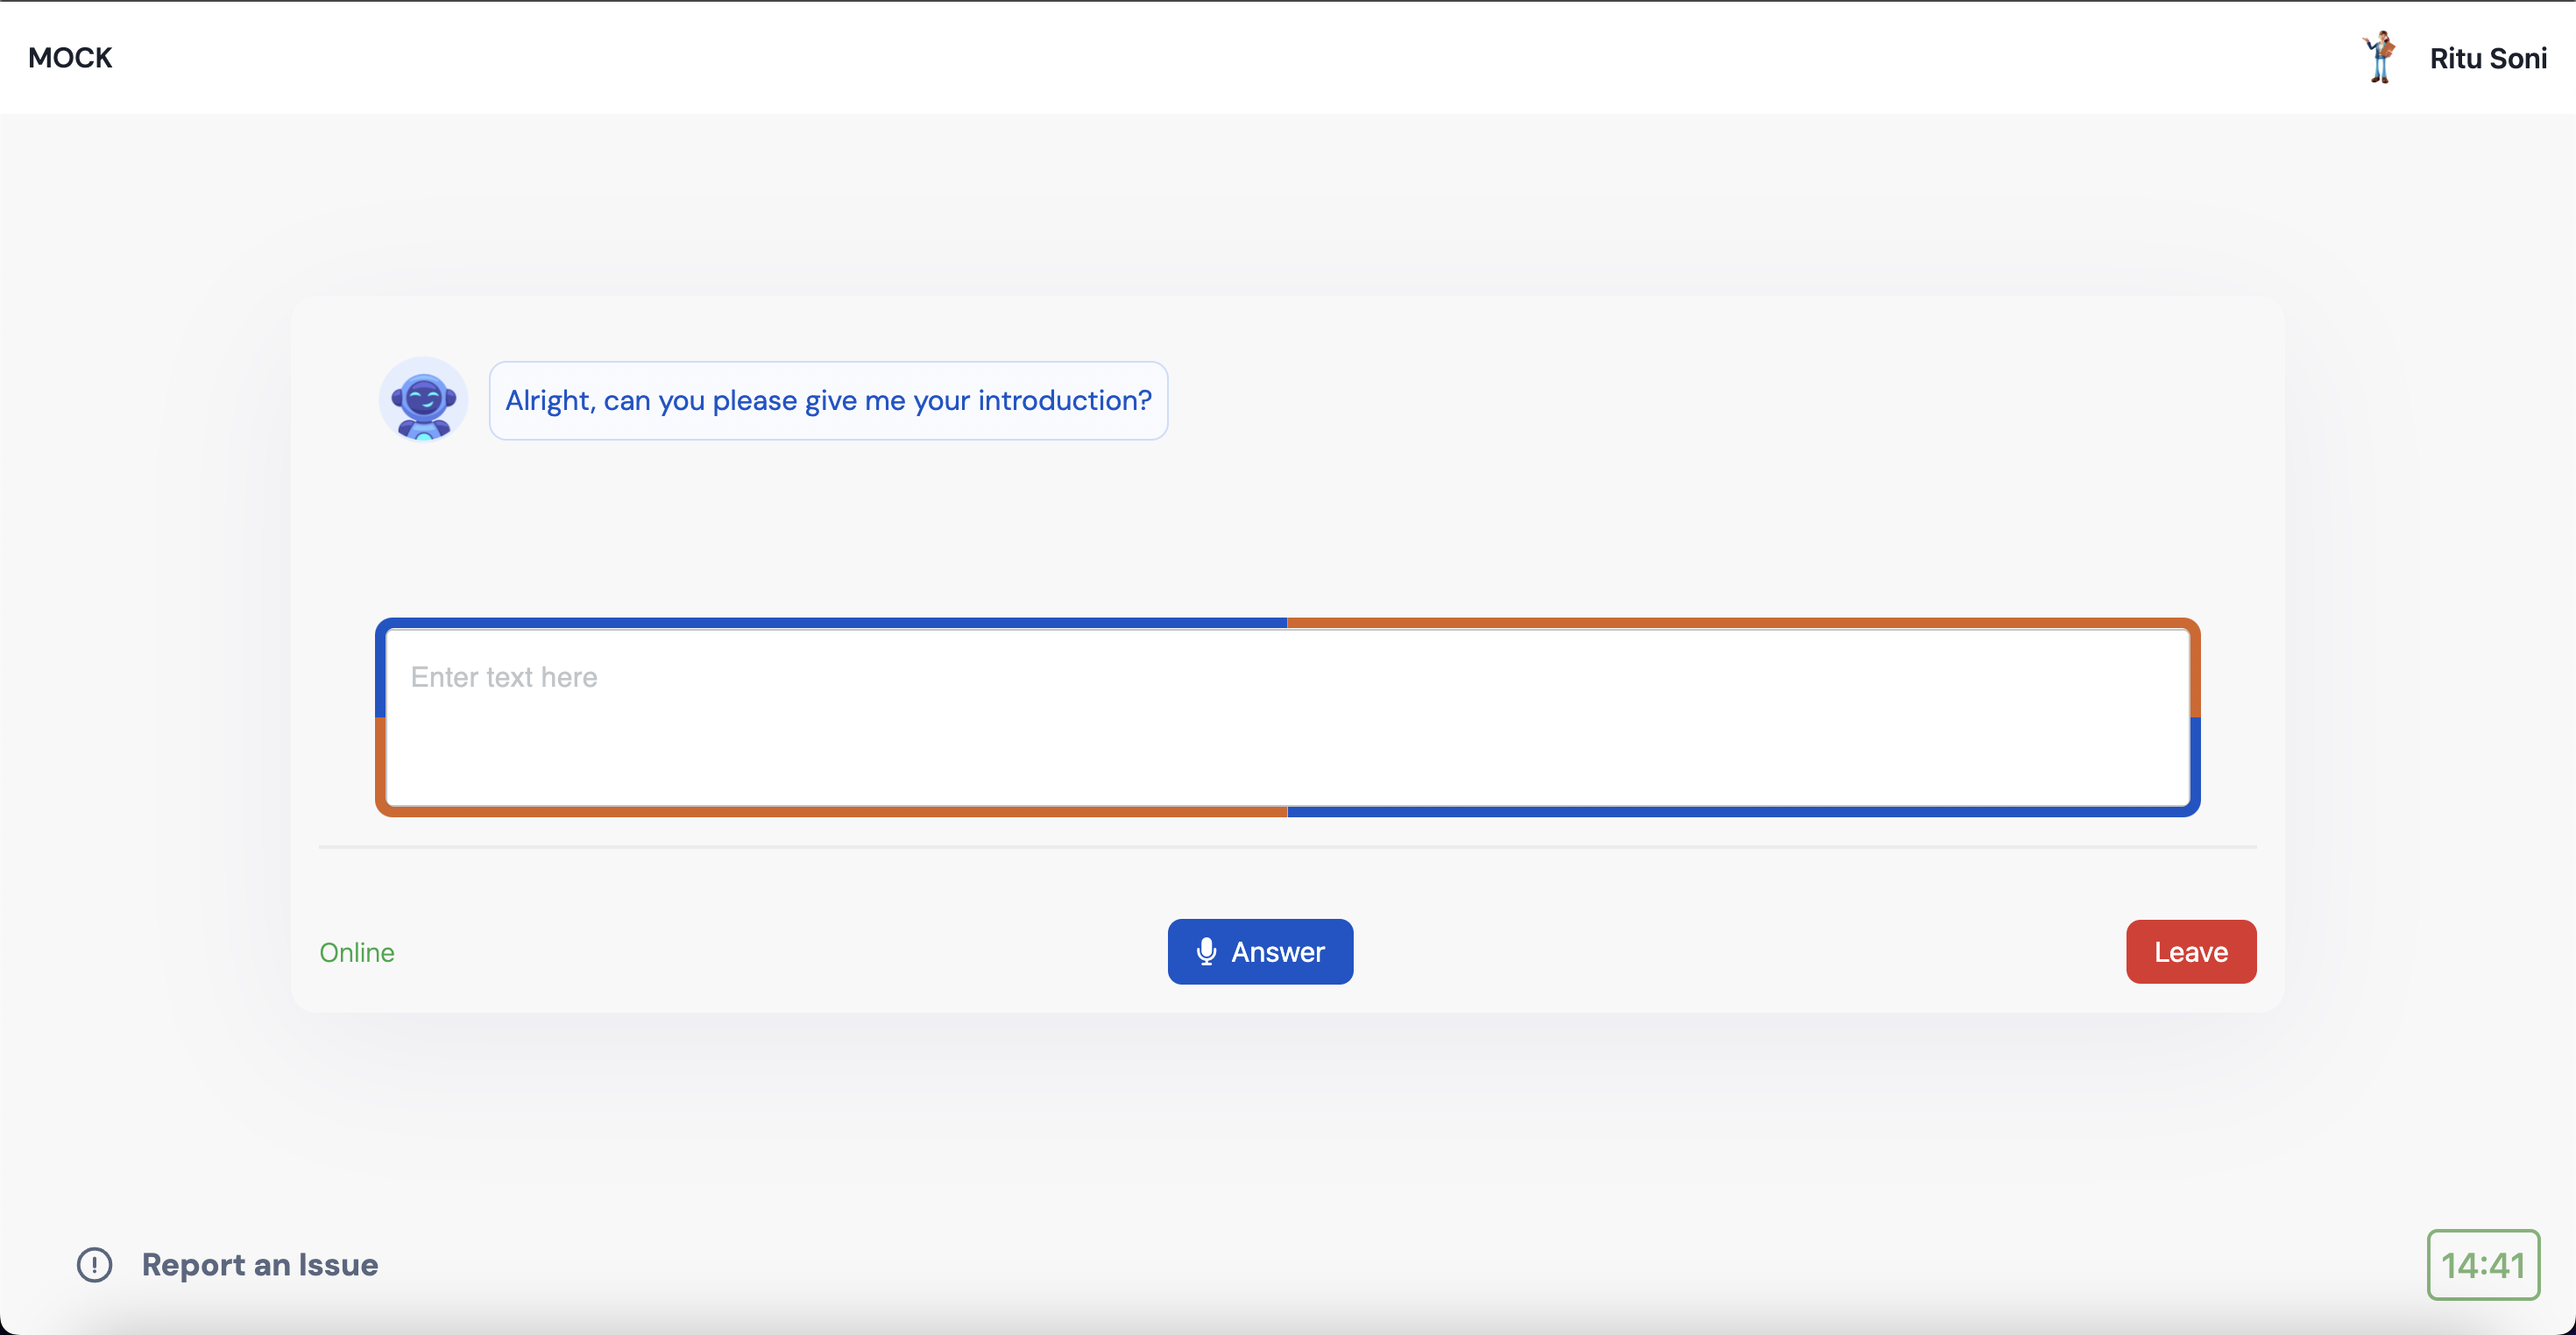 MOCK
Ritu Soni
Alright, can you please give me your introduction?
Enter text here
Online
Answer
Leave
Report an Issue
14:41